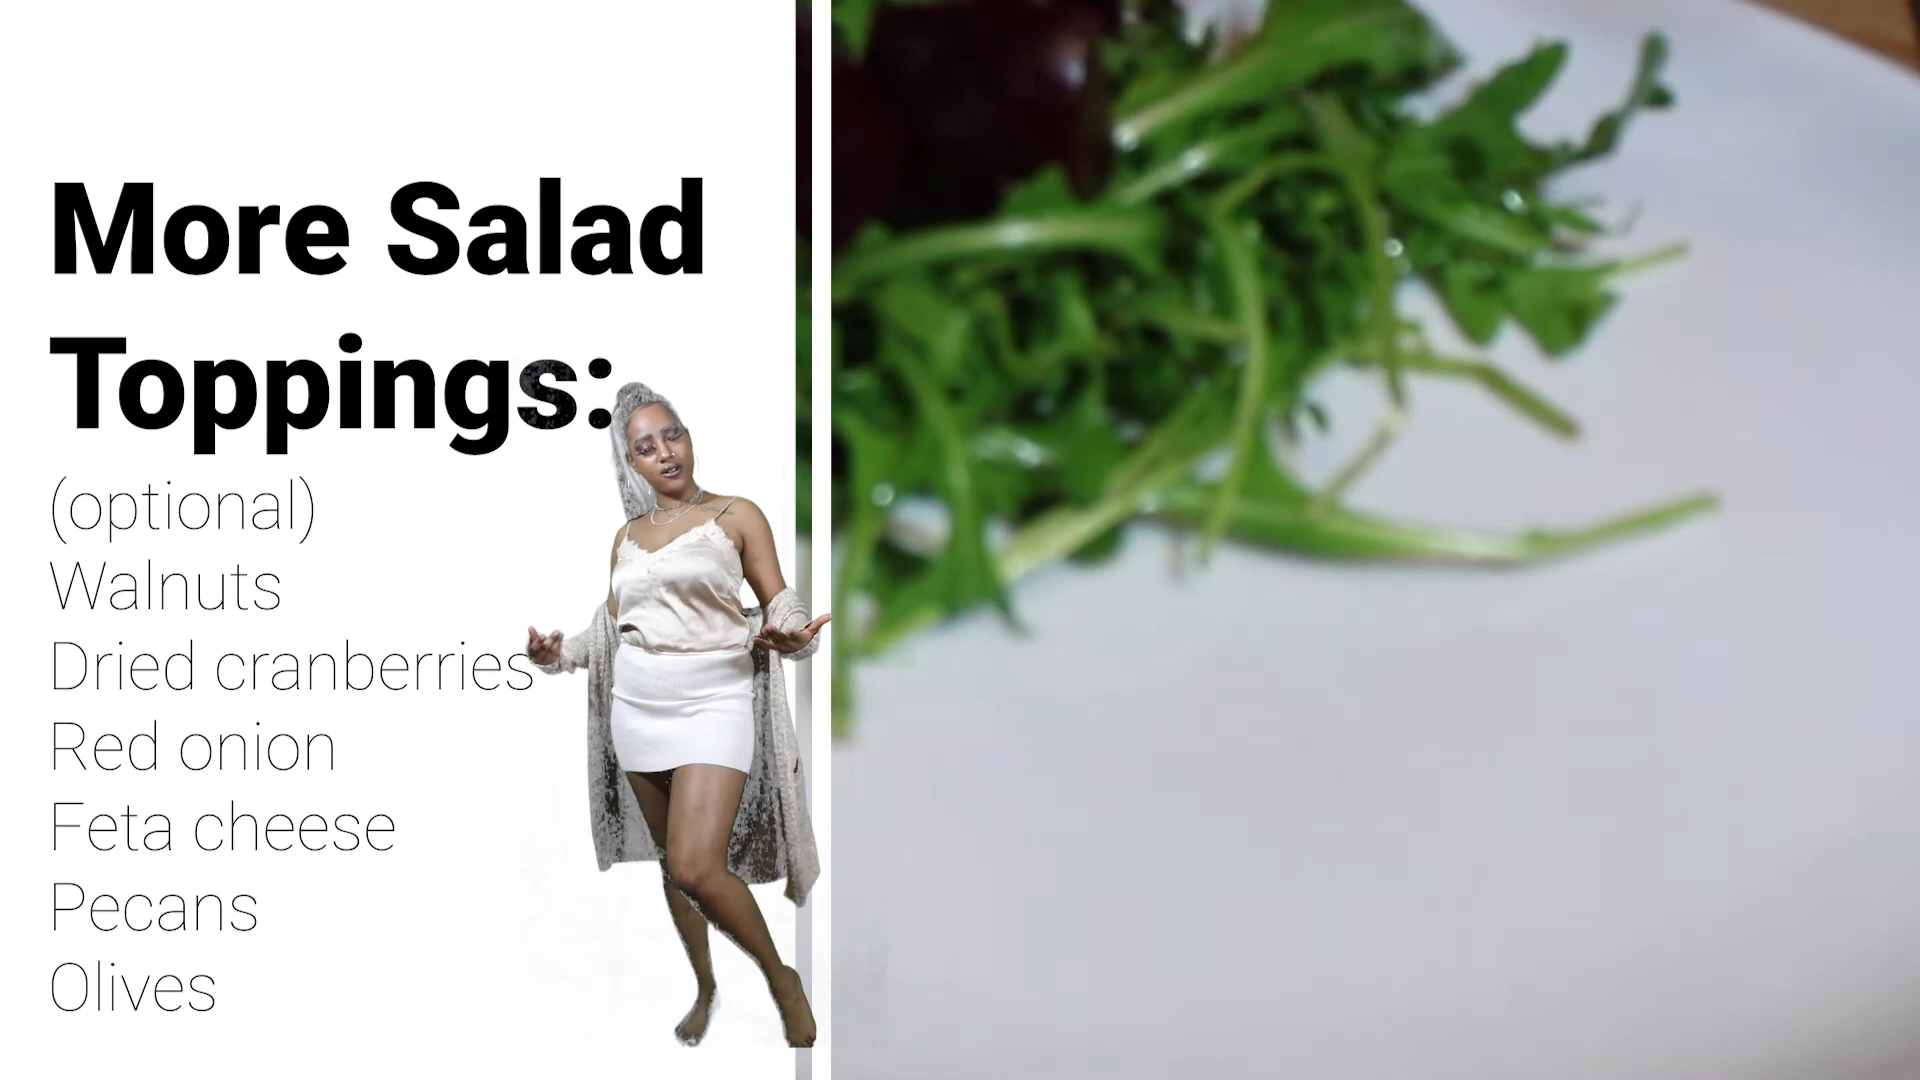 More Salad
Toppings:
(optional)
Walnuts
Dried cranberries
Red onion
Feta cheese
Pecans
Olives